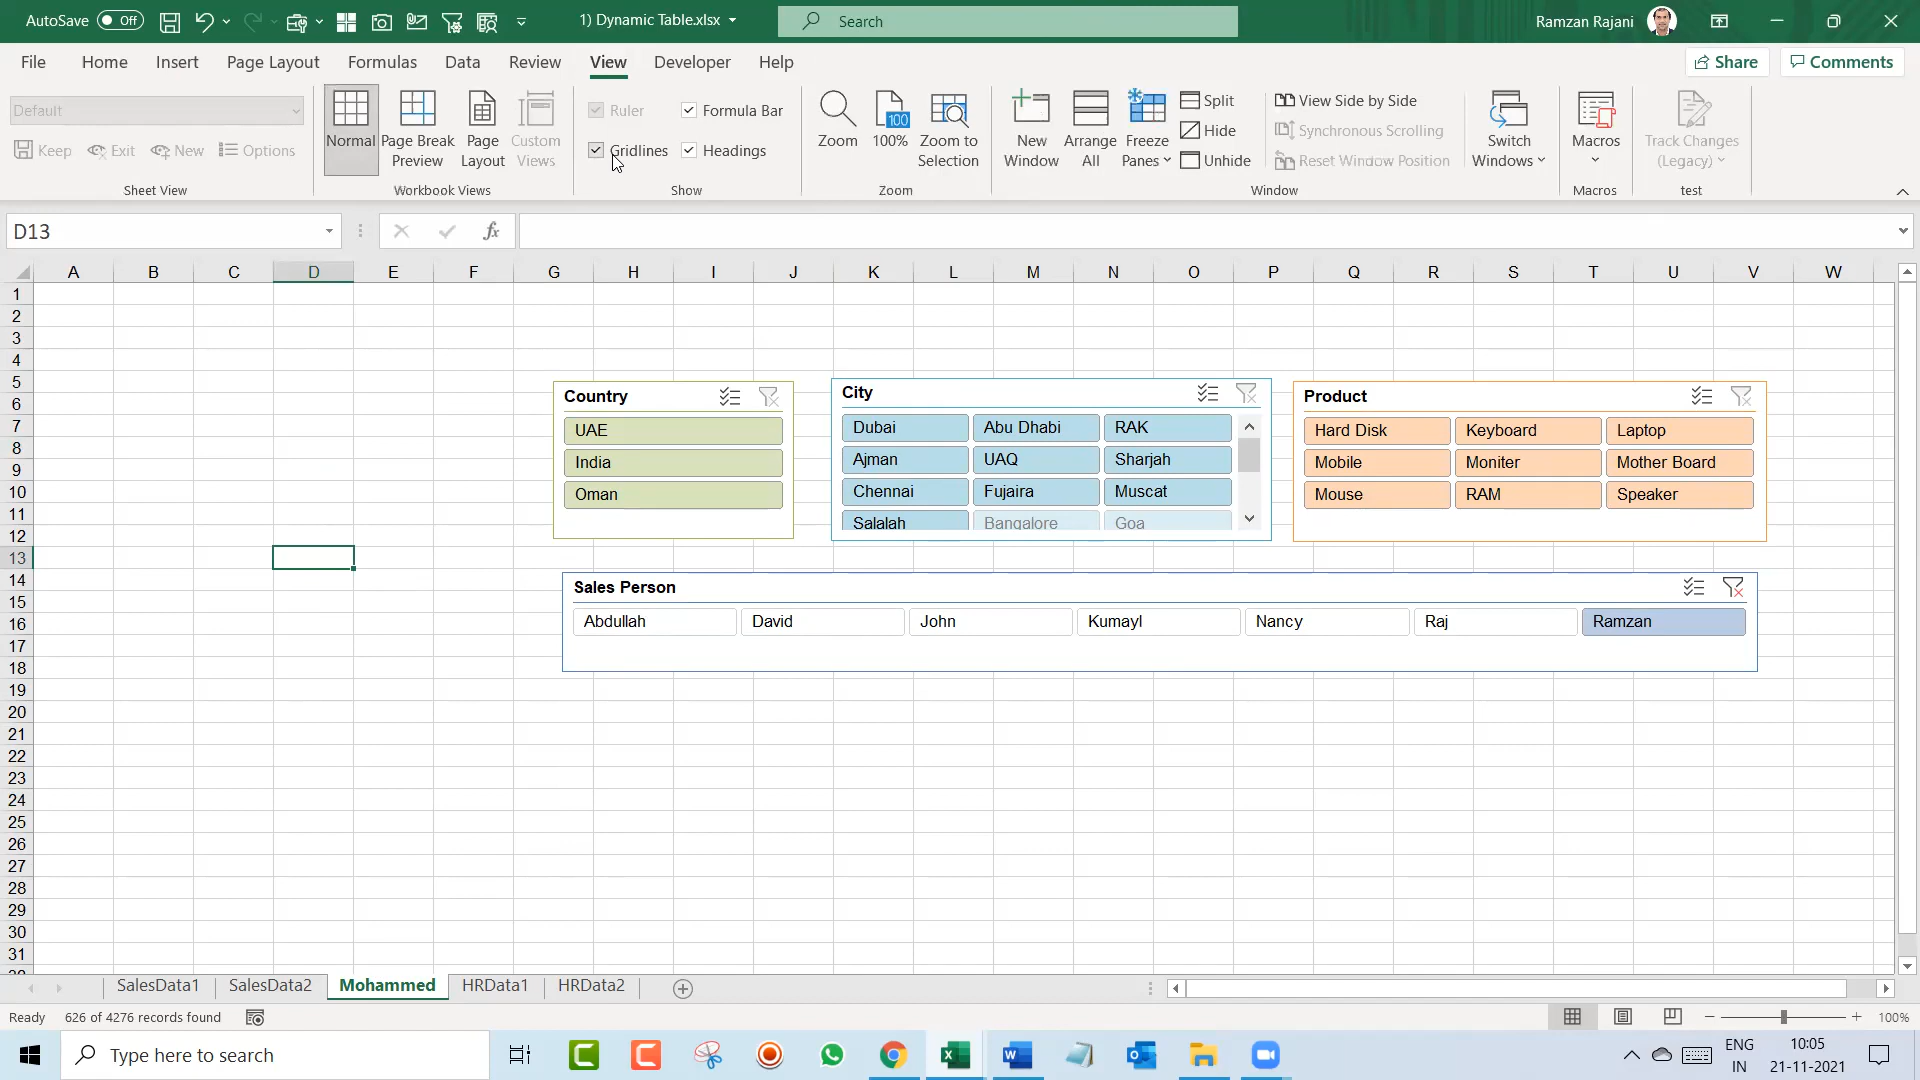 AutoSave Off 1) Dynamic Table.xlsx Search Ramzan Rajani
File Home Insert Page Layout Formulas Data Review View Developer Help Share Comments
Default
Keep Exit New Options
Sheet View
Normal Page Break Preview Page Layout Custom Views
Workbook Views
Ruler Formula Bar
Gridlines Headings
Show
Zoom 100 100% Zoom to Selection
Zoom
New Window Arrange All Freeze Panes
Split
Hide
Unhide
View Side by Side
Synchronous Scrolling
Reset Window Position
Switch Windows
Window
Macros
Macros
Track Changes (Legacy)
test
D13 fx
A B C D E F G H I J K L M N O P Q R S T U V W
1
2
3
4
5
6
7
8
9
10
11
12
13
14
15
16
17
18
19
20
21
22
23
24
25
26
27
28
29
30
31
Country
UAE
India
Oman
City
Dubai Abu Dhabi RAK
Ajman UAQ Sharjah
Chennai Fujaira Muscat
Salalah Bangalore Goa
Product
Hard Disk Keyboard Laptop
Mobile Moniter Mother Board
Mouse RAM Speaker
Sales Person
Abdullah David John Kumayl Nancy Raj Ramzan
SalesData1 SalesData2 Mohammed HRData1 HRData2
Ready 626 of 4276 records found 100%
Type here to search
ENG IN
10:05
21-11-2021